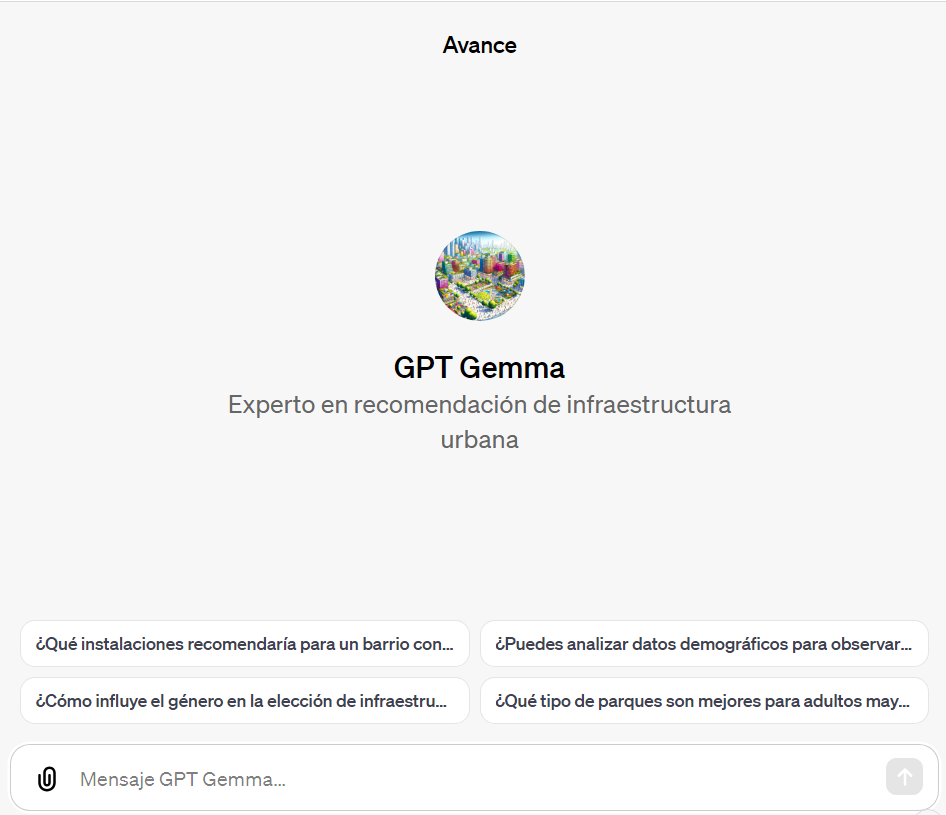 Avance
GPT Gemma
Experto en recomendación de infraestructura
urbana
¿Qué instalaciones recomendaría para un barrio con...
¿Puedes analizar datos demográficos para observar...
¿Cómo influye el género en la elección de infraestru...
¿Qué tipo de parques son mejores para adultos may...
Mensaje GPT Gemma...